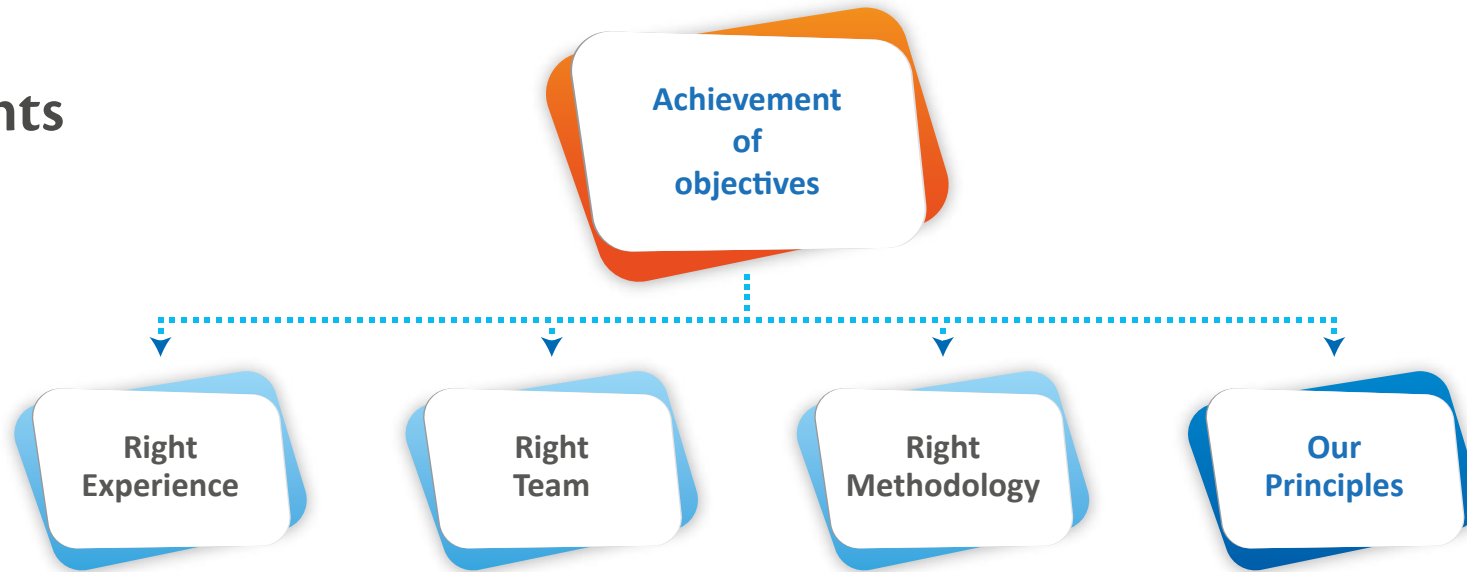 nts
Achievement
of
objectives
Right
Experience
Right
Team
Right
Methodology
Our
Principles